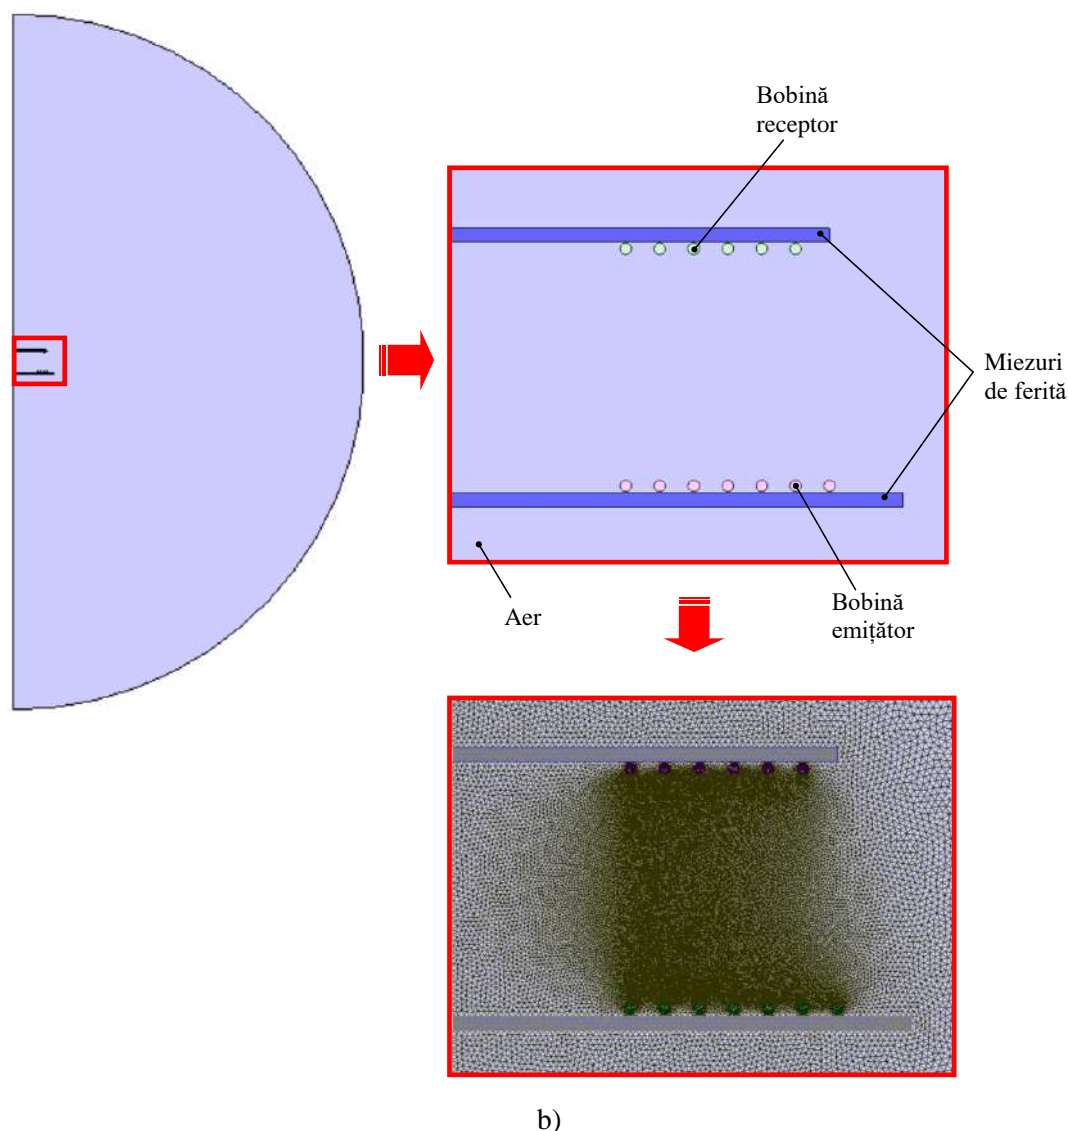 Bobină
receptor
Miezuri
de ferită
Aer
Bobină
emițător
b)